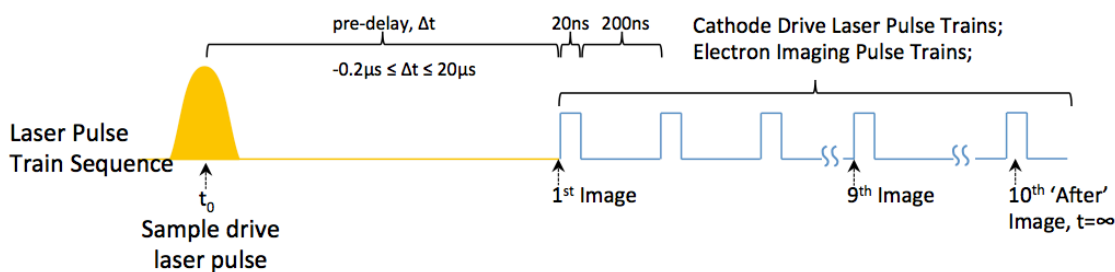 pre-delay, Δt
20ns 200ns
Cathode Drive Laser Pulse Trains;
Electron Imaging Pulse Trains;
-0.2μs ≤ Δt ≤ 20μs
Laser Pulse
Train Sequence
t₀
Sample drive
laser pulse
1st Image
9th Image
10th ‘After’
Image, t=∞